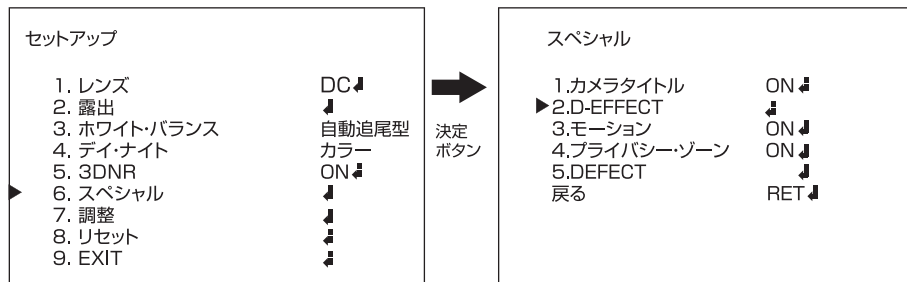 セットアップ
1. レンズ DC↲
2. 露出 ↲
3. ホワイト・バランス 自動追尾型
4. デイ・ナイト カラー
5. 3DNR ON↲
▶ 6. スペシャル ↲
7. 調整 ↲
8. リセット ↲
9. EXIT ↲
決定
ボタン
スペシャル
1.カメラタイトル ON↲
▶2.D-EFFECT ↲
3.モーション ON↲
4.プライバシー・ゾーン ON↲
5.DEFECT ↲
戻る RET↲